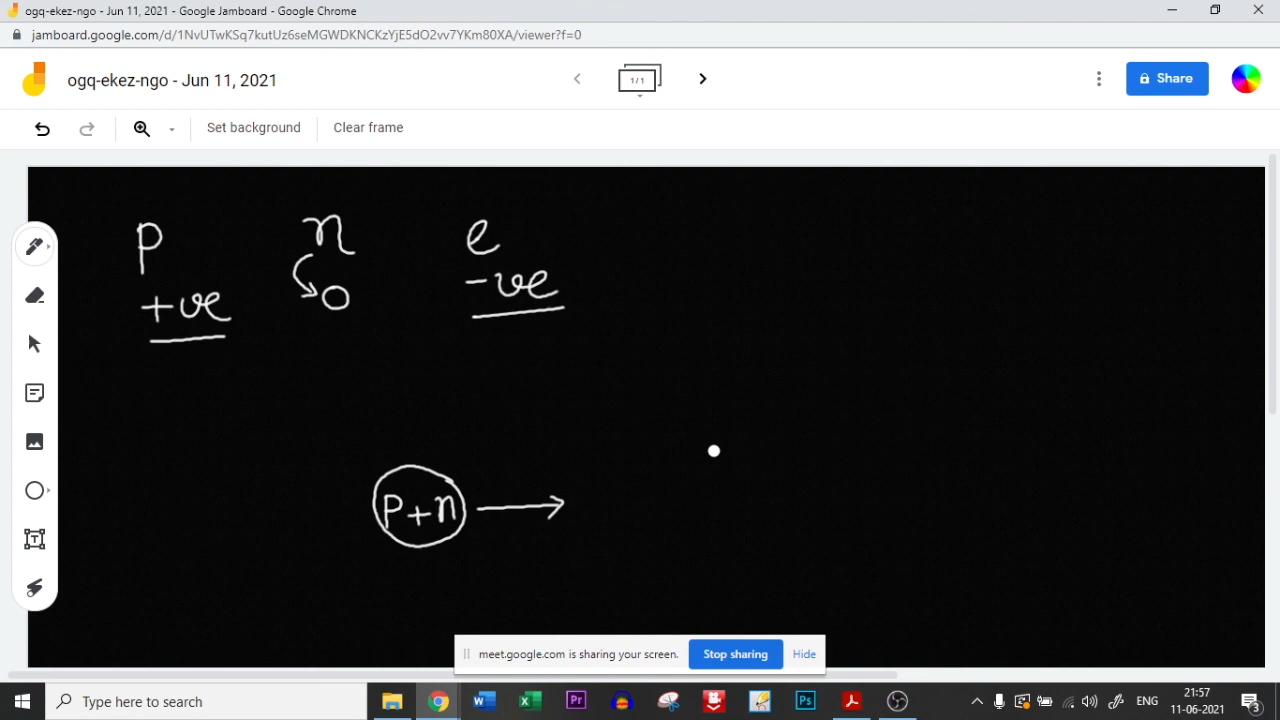 ogq-ekez-ngo - Jun 11, 2021 - Google Jamboard - Google Chrome
jamboard.google.com/d/1NvUTwKSq7kutUz6seMGWDKNCKzYjE5dO2vv7YKm80XA/viewer?f=0
ogq-ekez-ngo - Jun 11, 2021
1/1
Share
Set background
Clear frame
p n e
+ve 0 -ve
p+n
meet.google.com is sharing your screen.
Stop sharing
Hide
Type here to search
ENG
21:57
11-06-2021
3